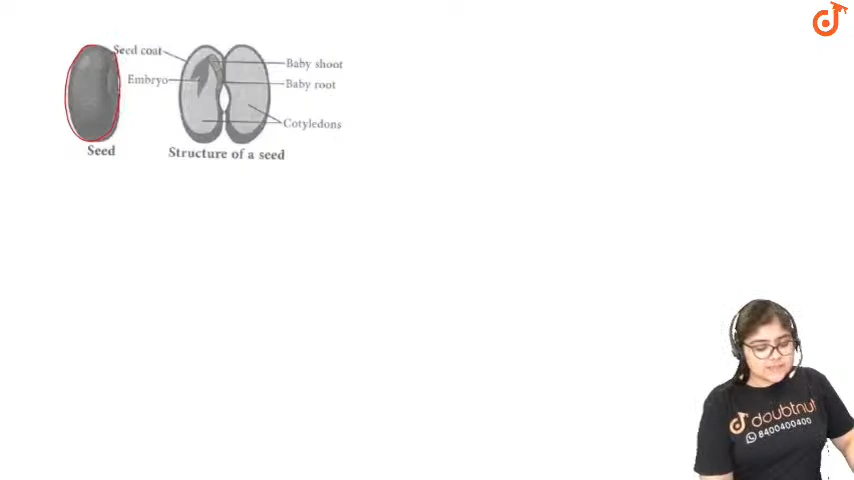 Seed coat
Baby shoot
Embryo
Baby root
Cotyledons
Seed
Structure of a seed
doubtnut
8400400400